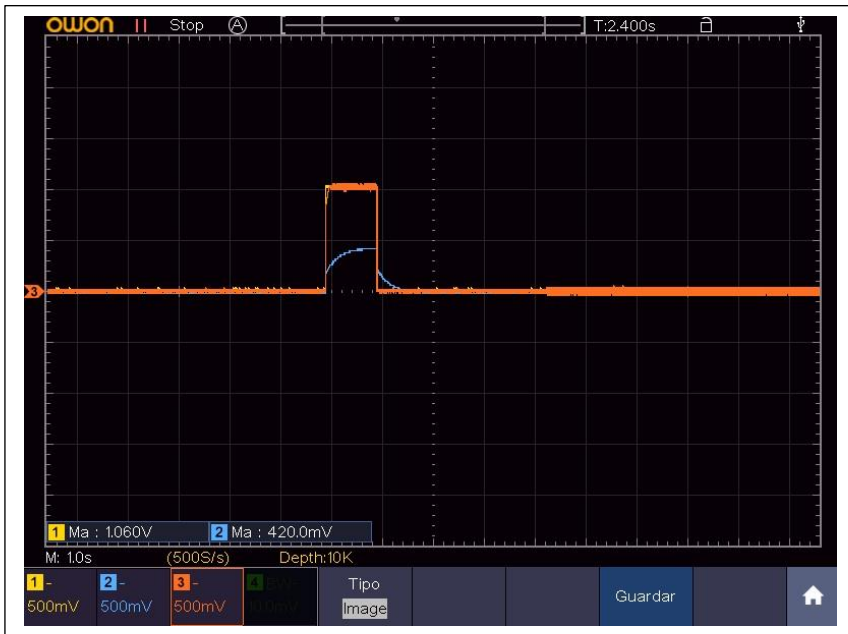 OWON Stop A T:2.400s
3
1 Ma : 1.060V 2 Ma : 420.0mV
M: 1.0s (500S/s) Depth:10K
1 - 2 - 3 - 4 Tipo
500mV 500mV 500mV Image Guardar